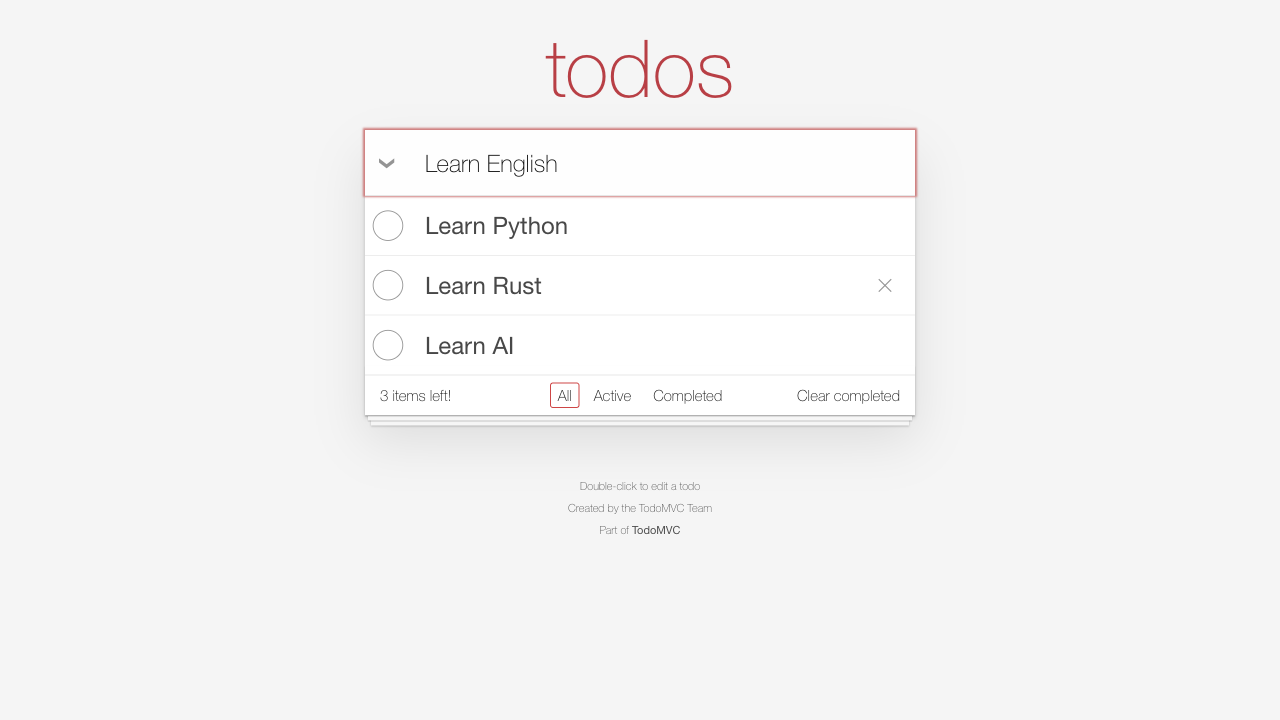 todos
Learn English
Learn Python
Learn Rust
Learn AI
3 items left! All Active Completed Clear completed
Double-click to edit a todo
Created by the TodoMVC Team
Part of TodoMVC